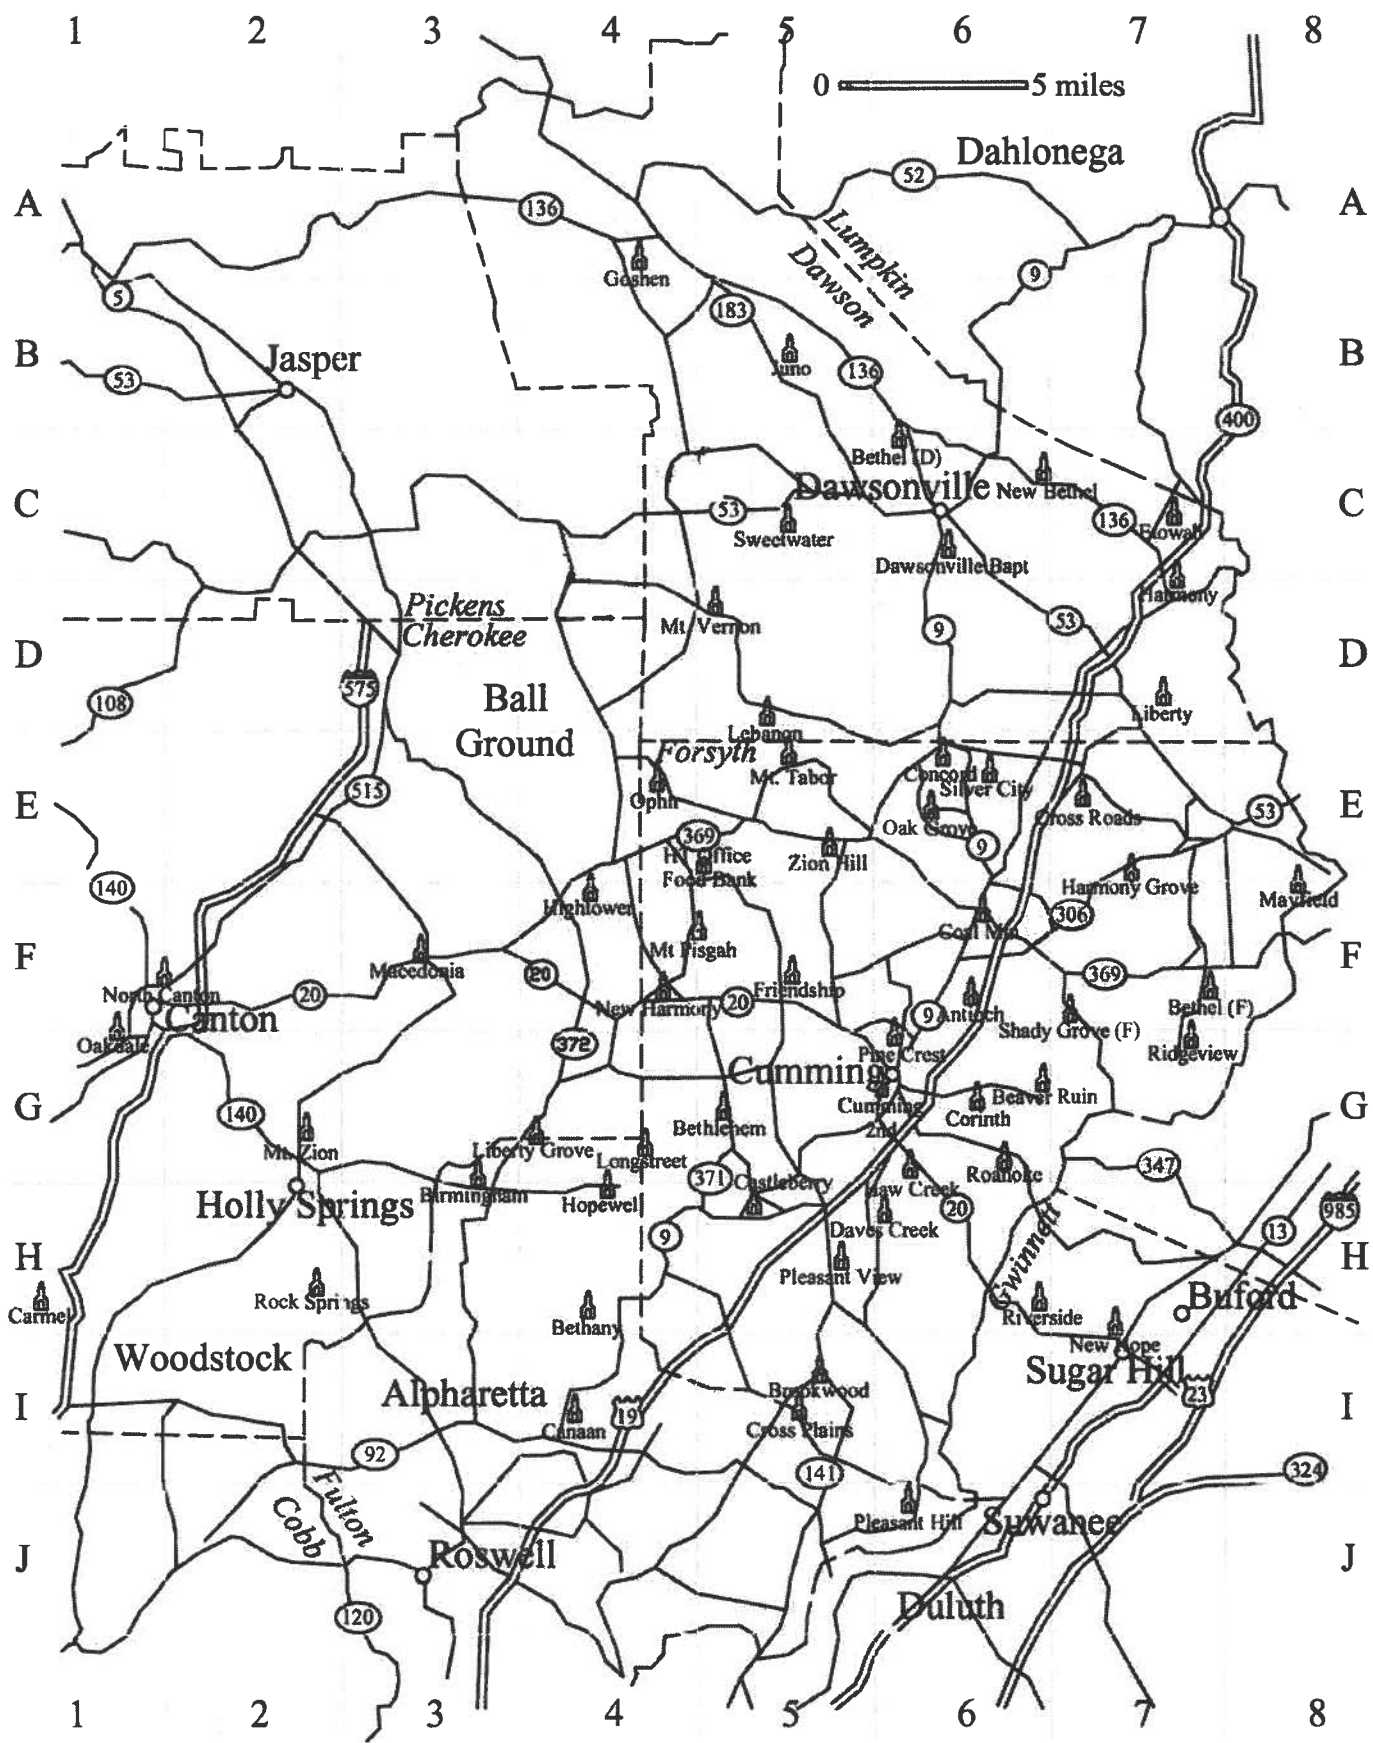 1 2 3 4 5 6 7 8
0 5 miles
Dahlonega
52
A 136 A
Lumpkin
Goshen
Dawson
9
5
183
B Jasper Juno B
53 136
400
Bethel (D)
Dawsonville New Bethel
C 53 136 C
Sweetwater Etowah
Dawsonville Bapt
Harmony
Pickens
Mt. Vernon 9 53
Cherokee
D D
575
108 Ball
Ground
Liberty
Lebanon
Forsyth
Mt. Tabor Concord
Silver City
515
Ophir
E Oak Grove Cross Roads 53 E
369 9
H1 Office Zion Hill
Food Bank
140 Harmony Grove
Mayfield
Hightower 306
Coal Mtn
F Mt Pisgah F
Macedonia 20 369
Friendship
North Canton 20 New Harmony 20 Bethel (F)
Canton 9 Antioch Shady Grove (F)
Oakdale 372 Pine Crest Ridgeview
Cumming
G 140 Beaver Ruin G
Cumming Corinth
2nd
Bethlehem
Mt. Zion Liberty Grove Longstreet
347
371 Castleberry Roanoke
Birmingham Haw Creek
Holly Springs Hopewel 20 985
Daves Creek
9 13
H Gwinnett H
Pleasant View
Rock Springs Buford
Carmel Riverside
Bethany
New Hope
Woodstock Sugar Hill
Alpharetta Brookwood
I 19 23 I
Canaan Cross Plains
92 141 324
Fulton
Cobb Pleasant Hill Suwanee
J Roswell J
Duluth
120
1 2 3 4 5 6 7 8